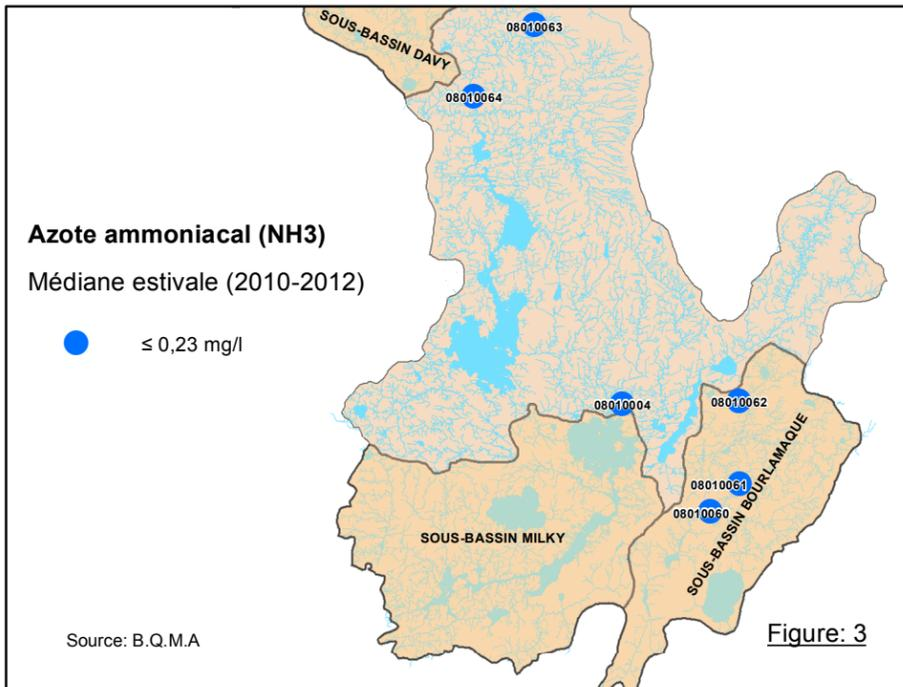 SOUS-BASSIN DAVY
08010063
08010064
Azote ammoniacal (NH3)
Médiane estivale (2010-2012)
≤ 0,23 mg/l
08010004
08010062
08010061
08010060
SOUS-BASSIN BOURLAMAQUE
SOUS-BASSIN MILKY
Source: B.Q.M.A
Figure: 3